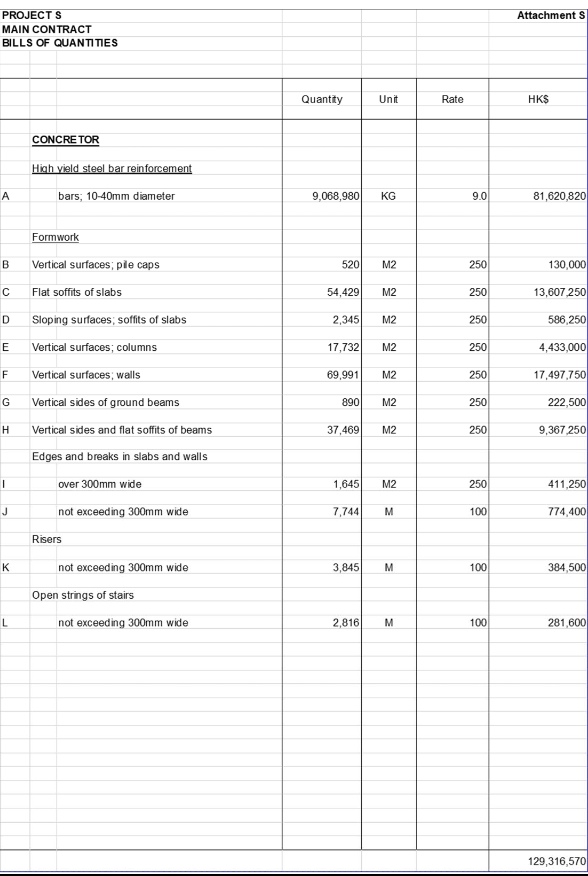 PROJECT S Attachment S
MAIN CONTRACT
BILLS OF QUANTITIES
Quantity Unit Rate HK$
CONCRETOR
High yield steel bar reinforcement
A bars; 10-40mm diameter 9,068,980 KG 9.0 81,620,820
Formwork
B Vertical surfaces; pile caps 520 M2 250 130,000
C Flat soffits of slabs 54,429 M2 250 13,607,250
D Sloping surfaces; soffits of slabs 2,345 M2 250 586,250
E Vertical surfaces; columns 17,732 M2 250 4,433,000
F Vertical surfaces; walls 69,991 M2 250 17,497,750
G Vertical sides of ground beams 890 M2 250 222,500
H Vertical sides and flat soffits of beams 37,469 M2 250 9,367,250
Edges and breaks in slabs and walls
I over 300mm wide 1,645 M2 250 411,250
J not exceeding 300mm wide 7,744 M 100 774,400
Risers
K not exceeding 300mm wide 3,845 M 100 384,500
Open strings of stairs
L not exceeding 300mm wide 2,816 M 100 281,600
129,316,570